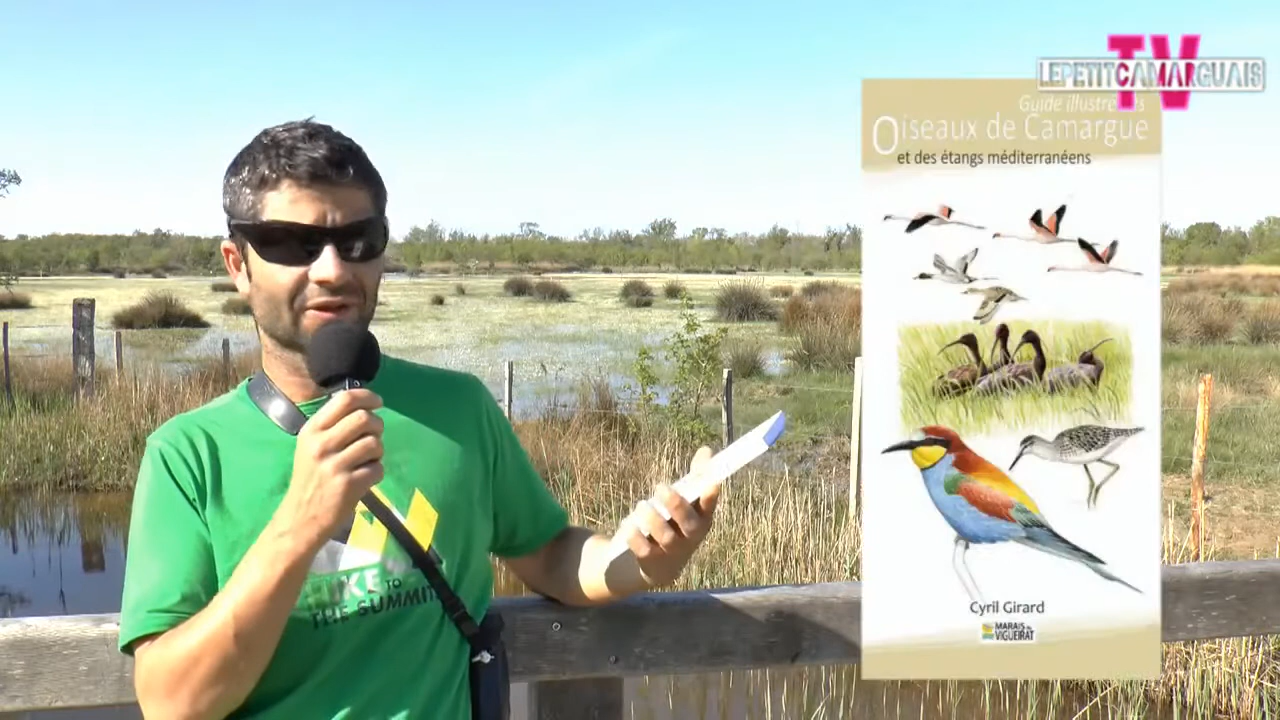 TV
LEPETITCAMARGUAIS
Guide illustré des
Oiseaux de Camargue
et des étangs méditerranéens
Cyril Girard
MARAIS du
VIGUEIRAT
HIKE TO
THE SUMMIT